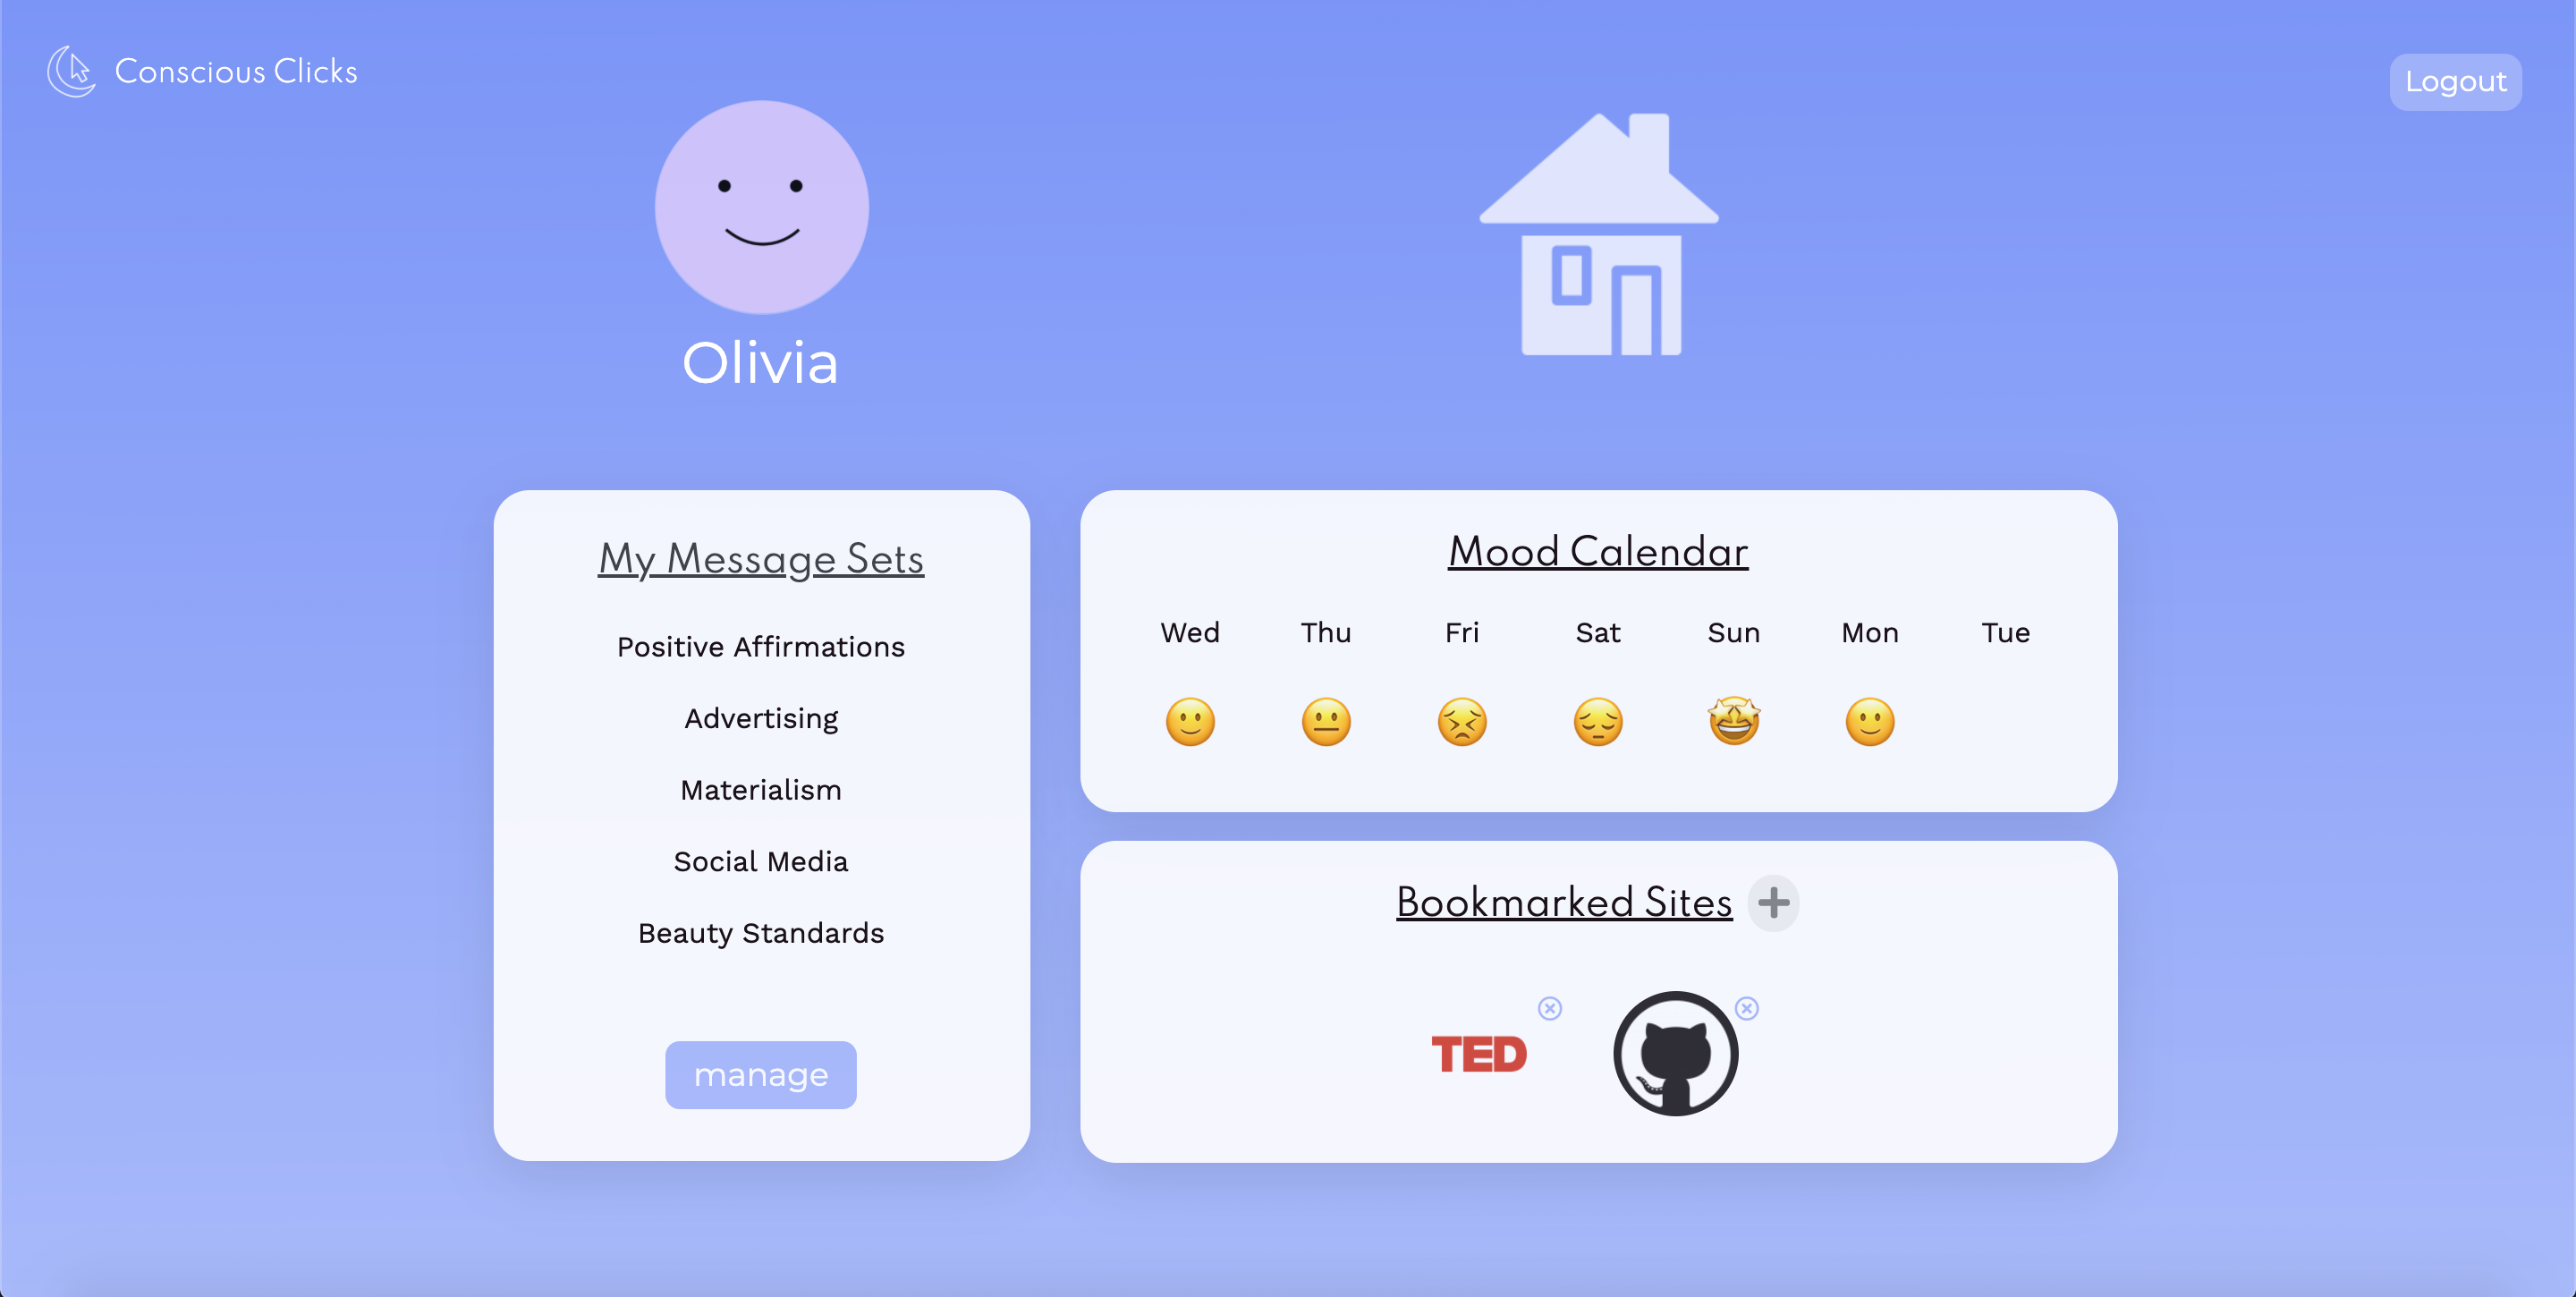 Conscious Clicks
Logout
Olivia
My Message Sets
Positive Affirmations
Advertising
Materialism
Social Media
Beauty Standards
manage
Mood Calendar
Wed Thu Fri Sat Sun Mon Tue
Bookmarked Sites
TED